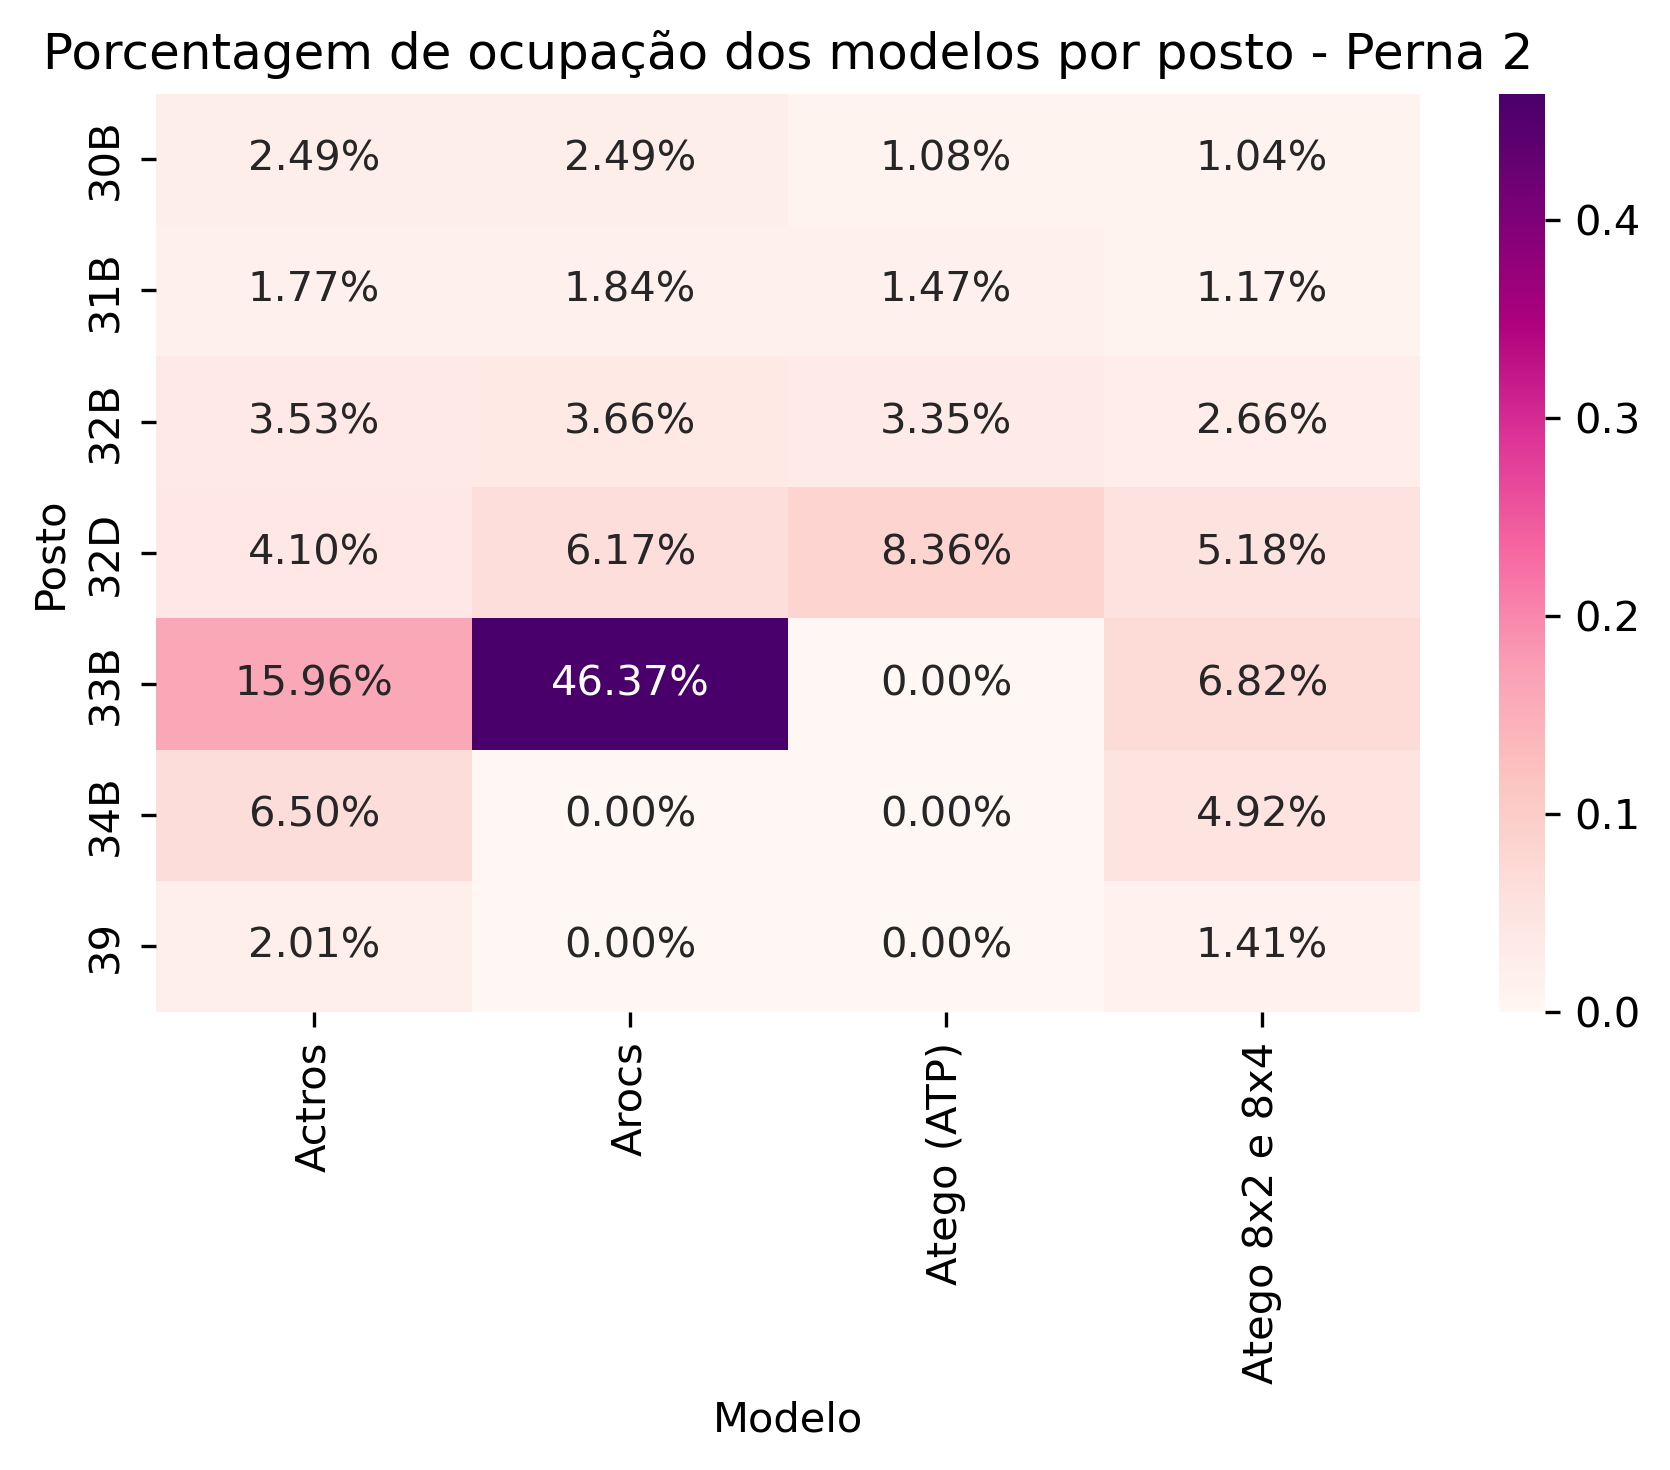 Porcentagem de ocupação dos modelos por posto - Perna 2
Posto
30B 2.49% 2.49% 1.08% 1.04%
31B 1.77% 1.84% 1.47% 1.17%
32B 3.53% 3.66% 3.35% 2.66%
32D 4.10% 6.17% 8.36% 5.18%
33B 15.96% 46.37% 0.00% 6.82%
34B 6.50% 0.00% 0.00% 4.92%
39 2.01% 0.00% 0.00% 1.41%
Actros
Arocs
Atego (ATP)
Atego 8x2 e 8x4
Modelo
0.4
0.3
0.2
0.1
0.0